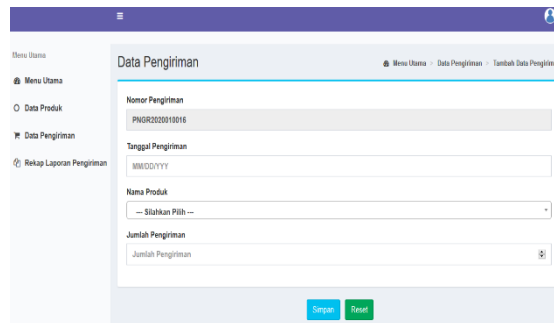 Menu Utama
Menu Utama
Data Produk
Data Pengiriman
Rekap Laporan Pengiriman
Data Pengiriman
Menu Utama > Data Pengiriman > Tambah Data Pengirim
Nomor Pengiriman
PNGR2020010016
Tanggal Pengiriman
MM/DD/YYY
Nama Produk
--- Silahkan Pilih ---
Jumlah Pengiriman
Jumlah Pengiriman
Simpan Reset